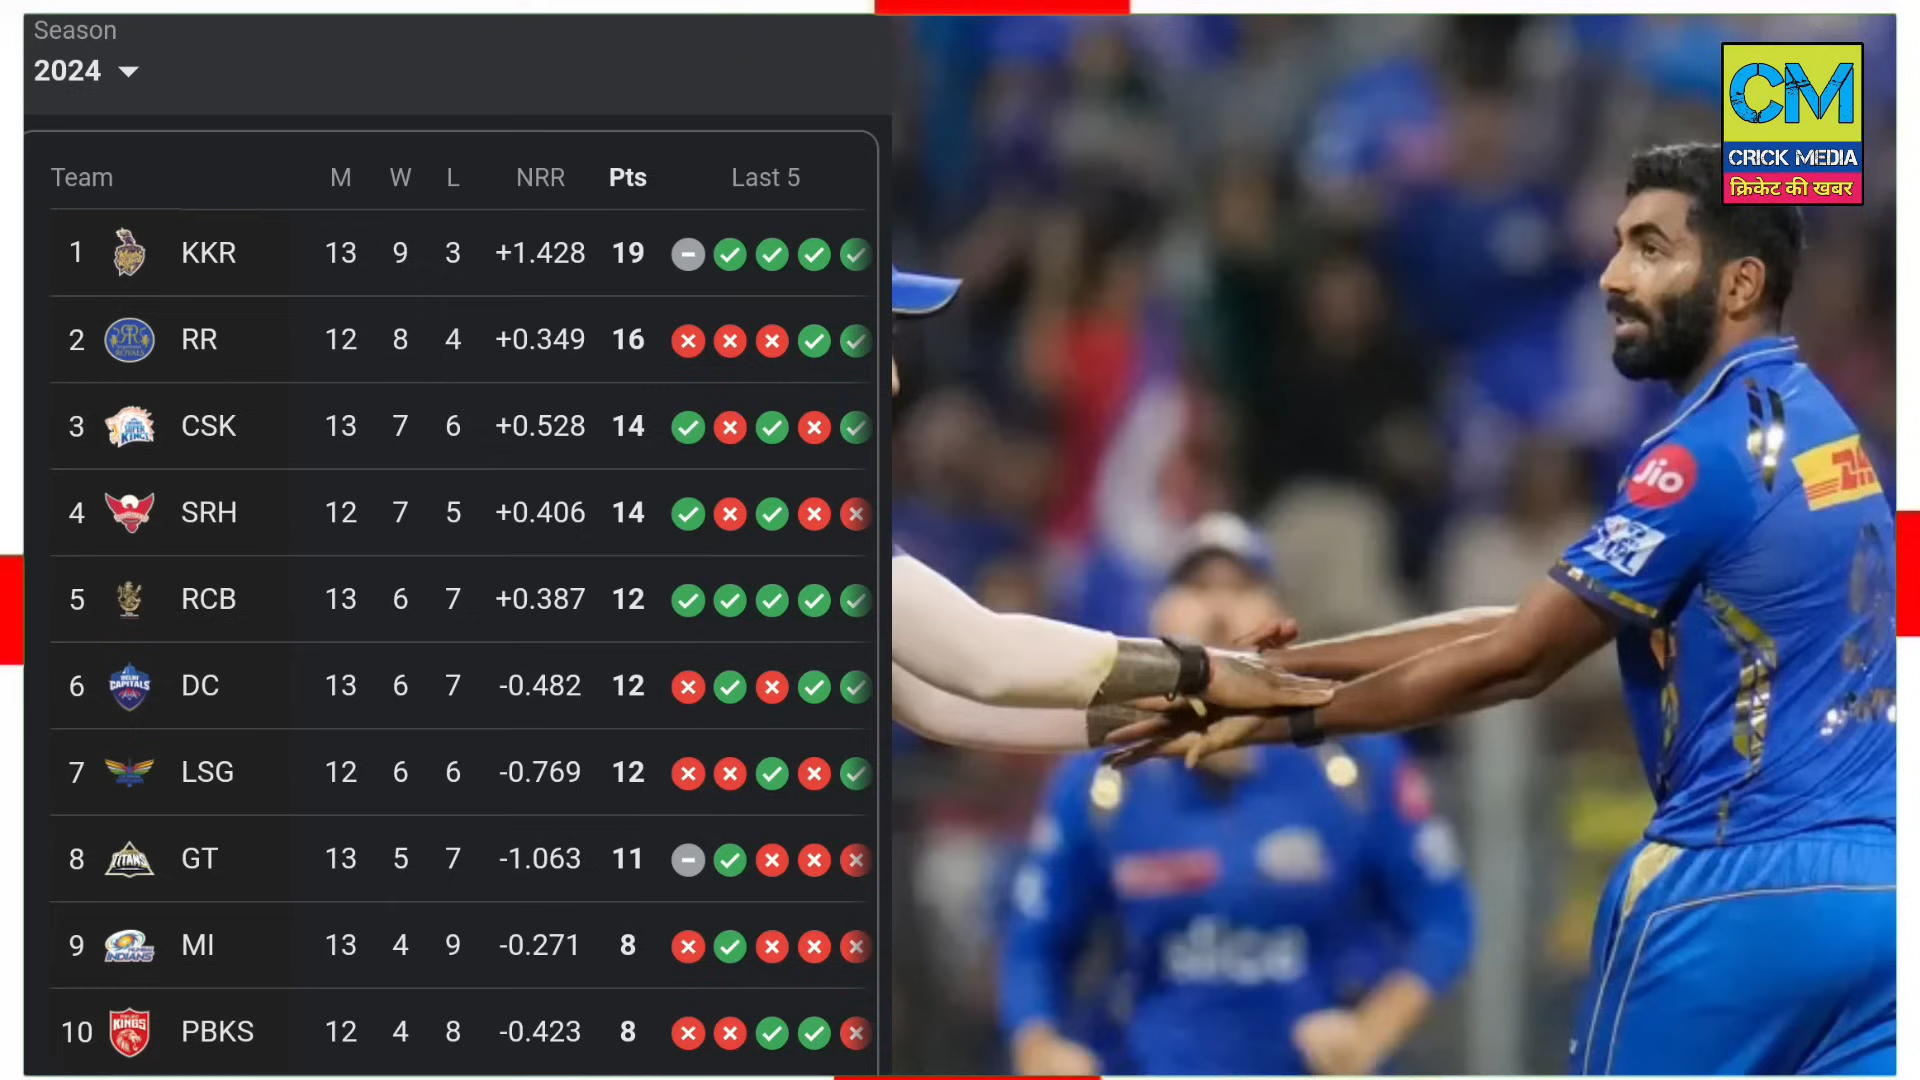 Season
2024
Team M W L NRR Pts Last 5
1 KKR 13 9 3 +1.428 19
2 RR 12 8 4 +0.349 16
3 CSK 13 7 6 +0.528 14
4 SRH 12 7 5 +0.406 14
5 RCB 13 6 7 +0.387 12
6 DC 13 6 7 -0.482 12
7 LSG 12 6 6 -0.769 12
8 GT 13 5 7 -1.063 11
9 MI 13 4 9 -0.271 8
10 PBKS 12 4 8 -0.423 8
CM
CRICK MEDIA
क्रिकेट की खबर
Jio